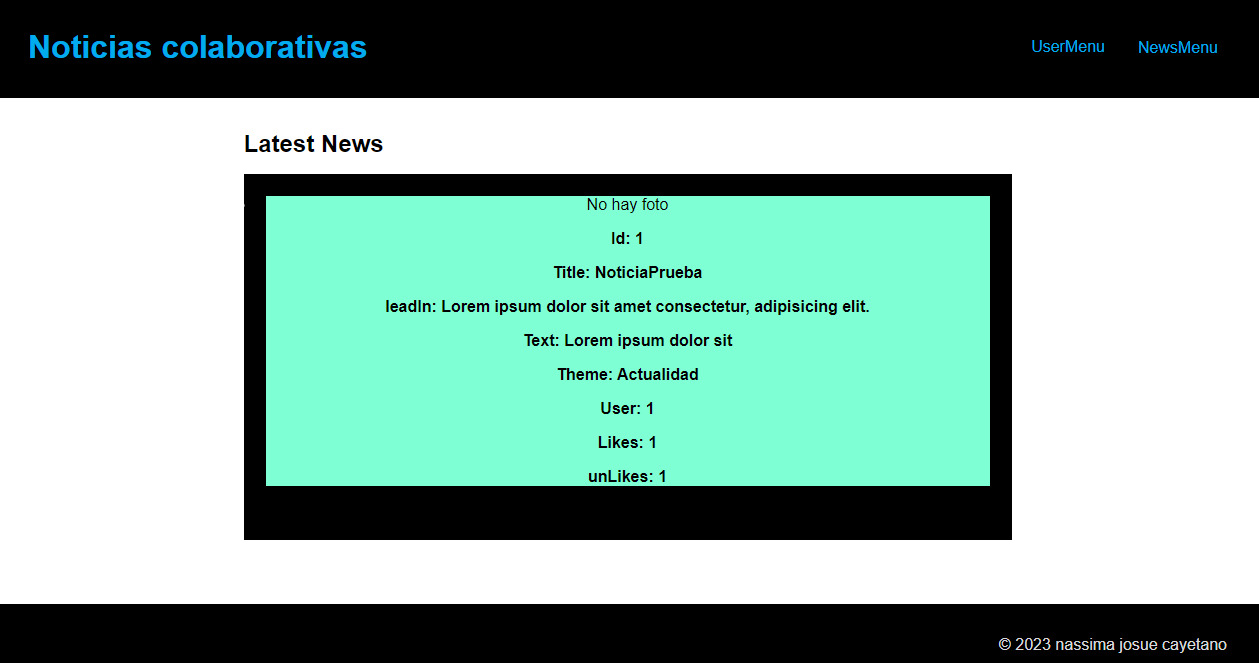 Noticias colaborativas
UserMenu NewsMenu
Latest News
No hay foto
Id: 1
Title: NoticiaPrueba
leadIn: Lorem ipsum dolor sit amet consectetur, adipisicing elit.
Text: Lorem ipsum dolor sit
Theme: Actualidad
User: 1
Likes: 1
unLikes: 1
© 2023 nassima josue cayetano